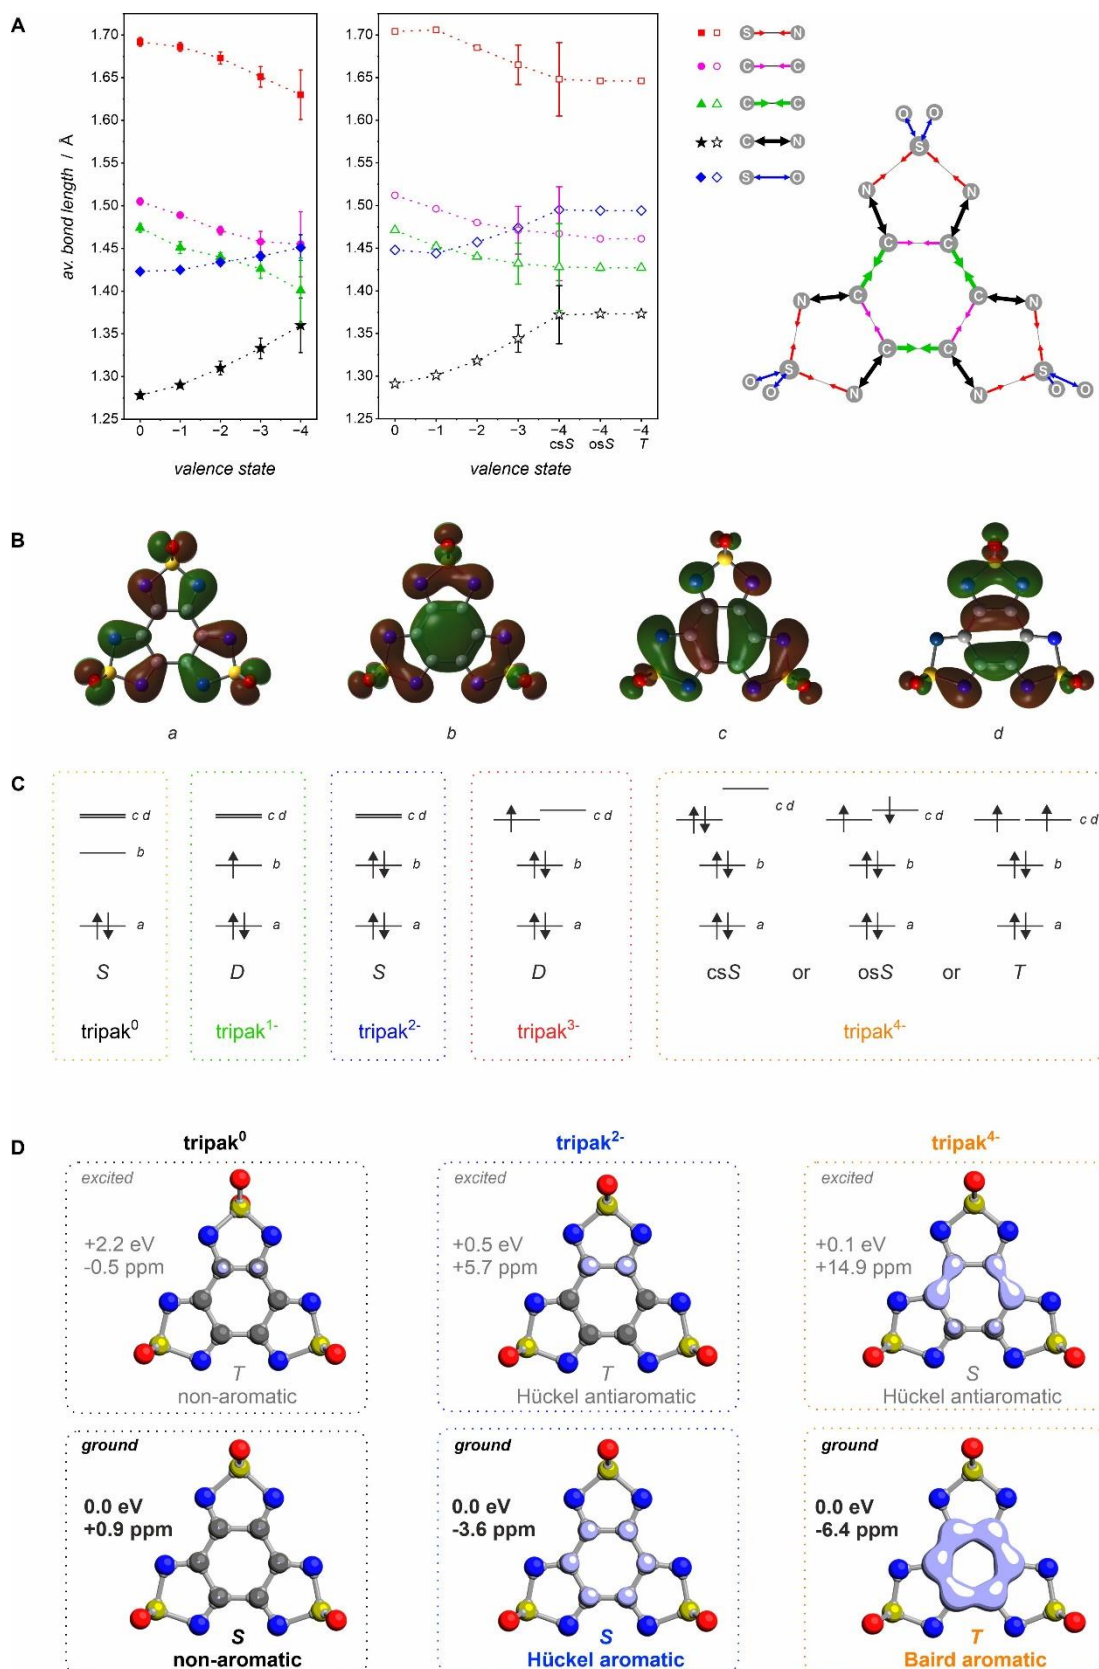 A
av. bond length / Å
1.70
1.65
1.60
1.55
1.50
1.45
1.40
1.35
1.30
1.25
0 −1 −2 −3 −4
valence state
1.70
1.65
1.60
1.55
1.50
1.45
1.40
1.35
1.30
1.25
0 −1 −2 −3 −4 −4 −4
csS osS T
valence state
S N
C C
C C
C N
S O
O O
S
N N
C C
N C C N
C C
S N N S
O O O O
B
a b c d
C
c d
b
a
S
tripak0
c d
b
a
D
tripak1-
c d
b
a
S
tripak2-
c d
b
a
D
tripak3-
c d c d c d
b b b
a a a
csS or osS or T
tripak4-
D
tripak0
excited
+2.2 eV
-0.5 ppm
T
non-aromatic
ground
0.0 eV
+0.9 ppm
S
non-aromatic
tripak2-
excited
+0.5 eV
+5.7 ppm
T
Hückel antiaromatic
ground
0.0 eV
-3.6 ppm
S
Hückel aromatic
tripak4-
excited
+0.1 eV
+14.9 ppm
S
Hückel antiaromatic
ground
0.0 eV
-6.4 ppm
T
Baird aromatic